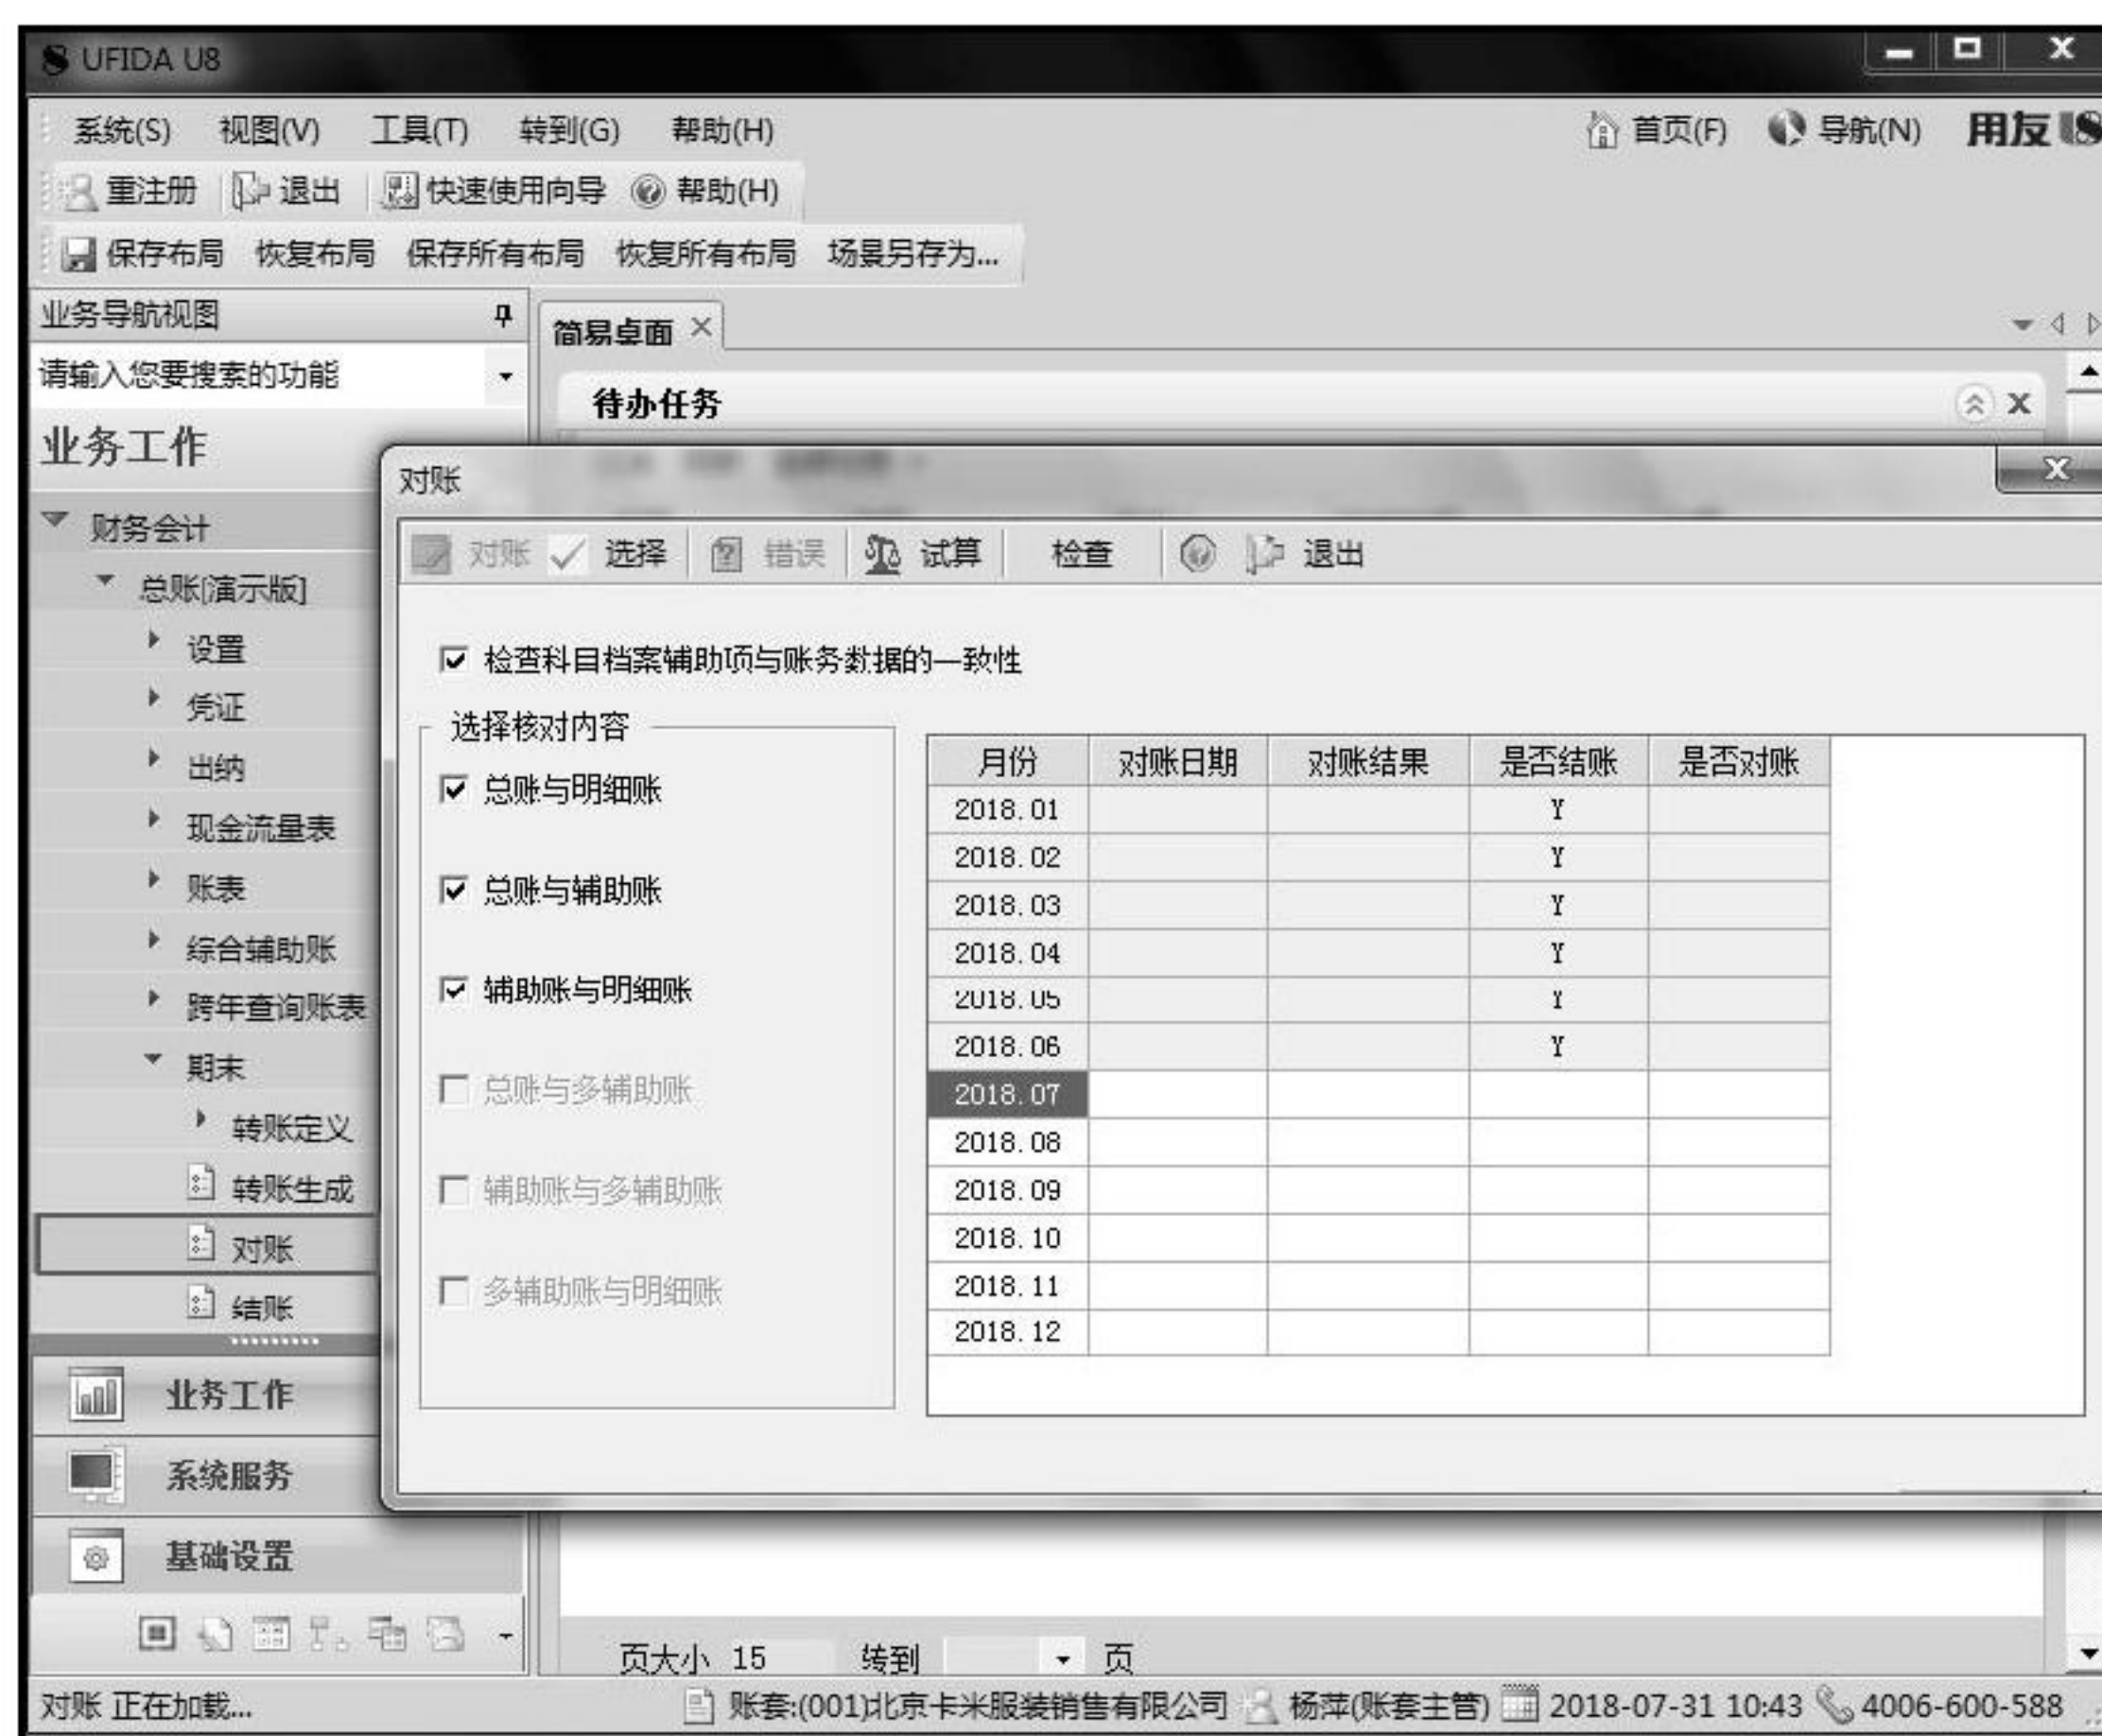 UFIDA U8
系统(S) 视图(V) 工具(T) 转到(G) 帮助(H) 首页(F) 导航(N) 用友U8
重注册 退出 快速使用向导 帮助(H)
保存布局 恢复布局 保存所有布局 恢复所有布局 场景另存为...
业务导航视图
简易桌面
请输入您要搜索的功能
待办任务
业务工作
财务会计
总账[演示版]
设置
凭证
出纳
现金流量表
账表
综合辅助账
跨年查询账表
期末
转账定义
转账生成
对账
结账
业务工作
系统服务
基础设置
对账
对账 选择 错误 试算 检查 退出
检查科目档案辅助项与账务数据的一致性
选择核对内容
总账与明细账
总账与辅助账
辅助账与明细账
总账与多辅助账
辅助账与多辅助账
多辅助账与明细账
月份 对账日期 对账结果 是否结账 是否对账
2018.01 Y
2018.02 Y
2018.03 Y
2018.04 Y
2018.05 Y
2018.06 Y
2018.07
2018.08
2018.09
2018.10
2018.11
2018.12
页大小 15 转到 页
对账 正在加载... 账套:(001)北京卡米服装销售有限公司 杨萍(账套主管) 2018-07-31 10:43 4006-600-588